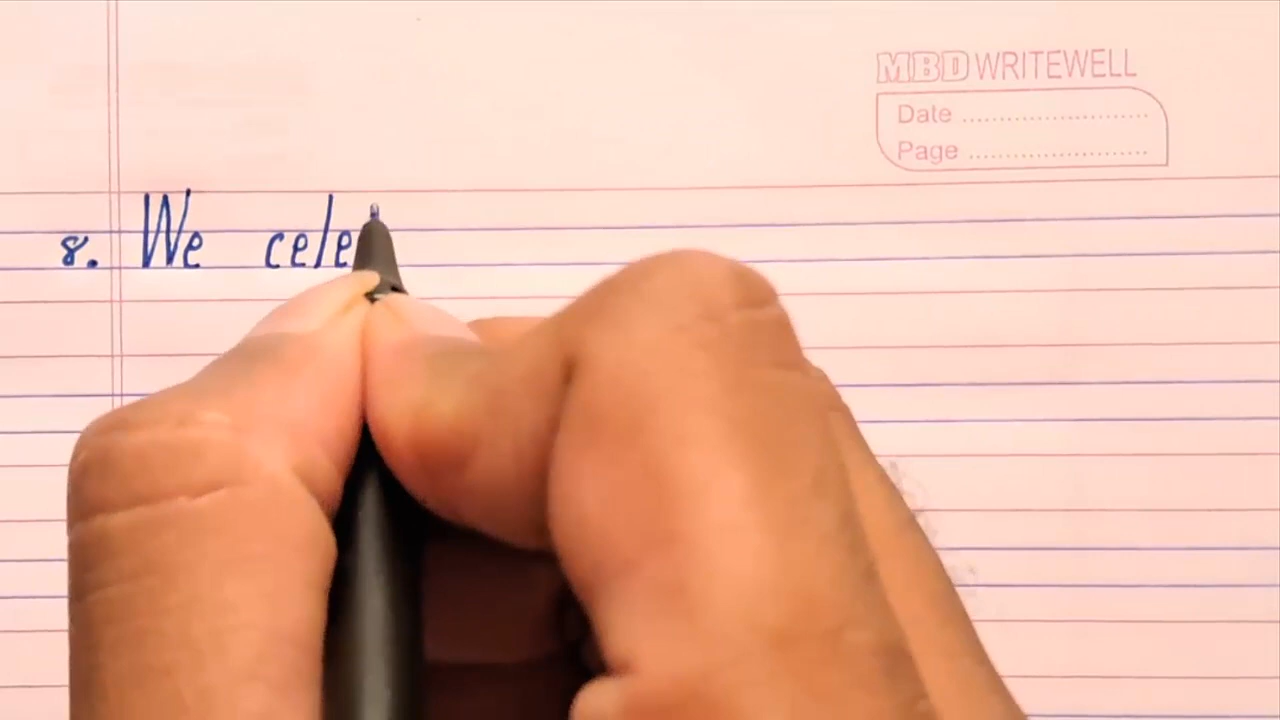 MBD WRITEWELL
Date ..............................
Page ..............................
8. We cele